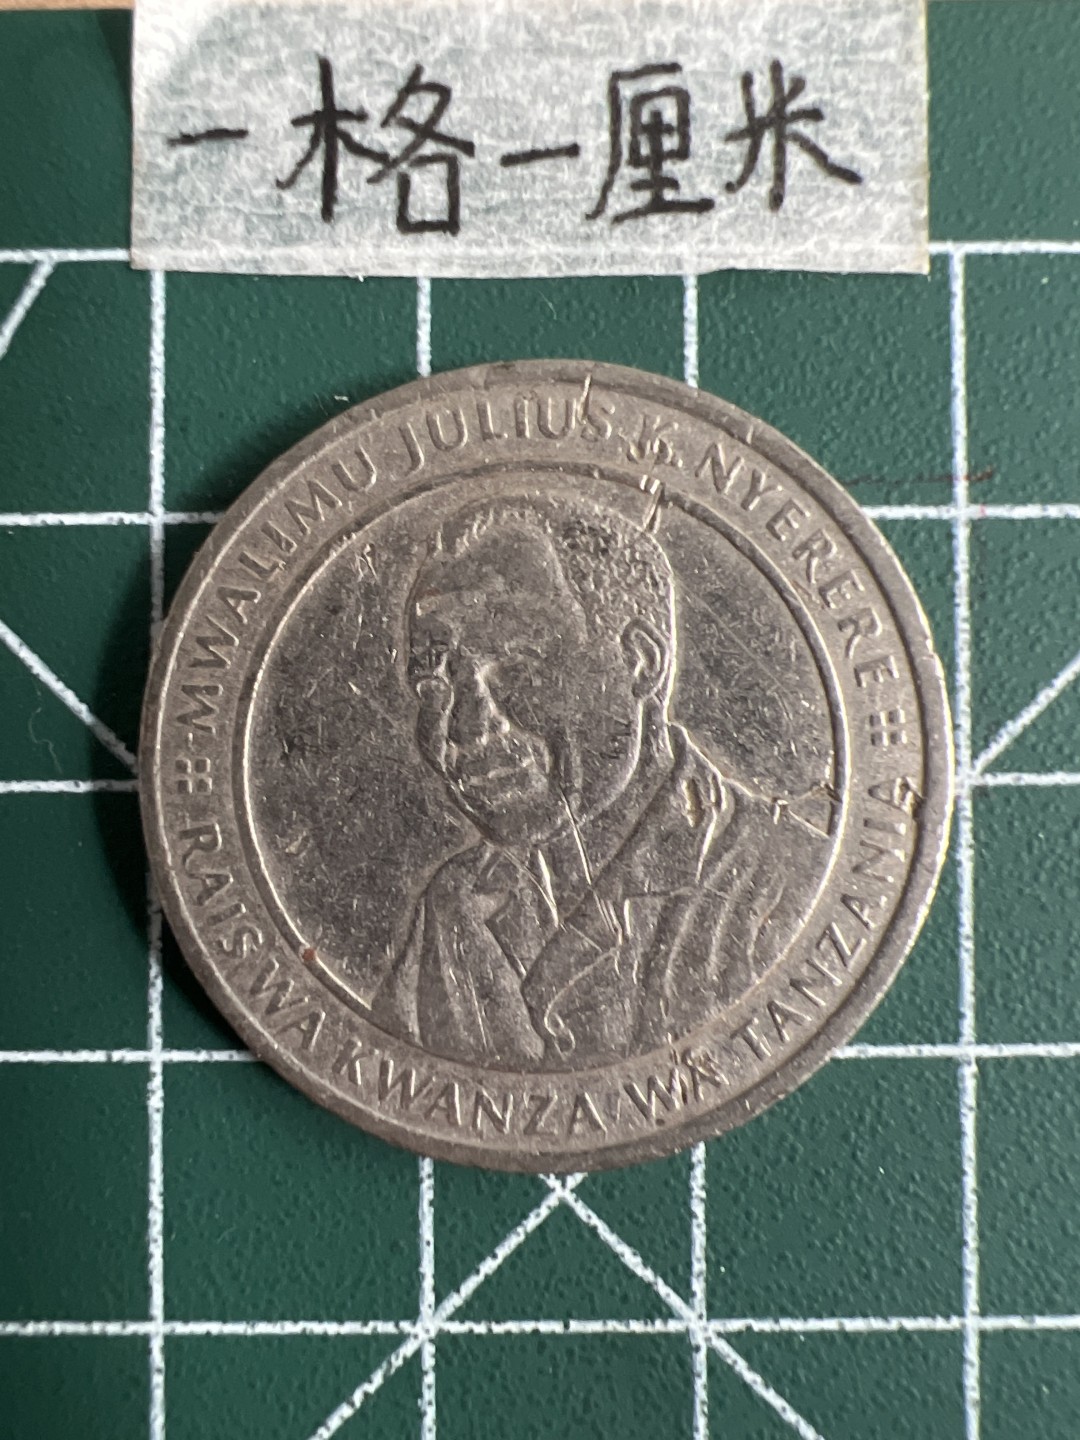 一格一厘米
MWALIMU JULIUS K. NYERERE
RAIS WA KWANZA WA TANZANIA